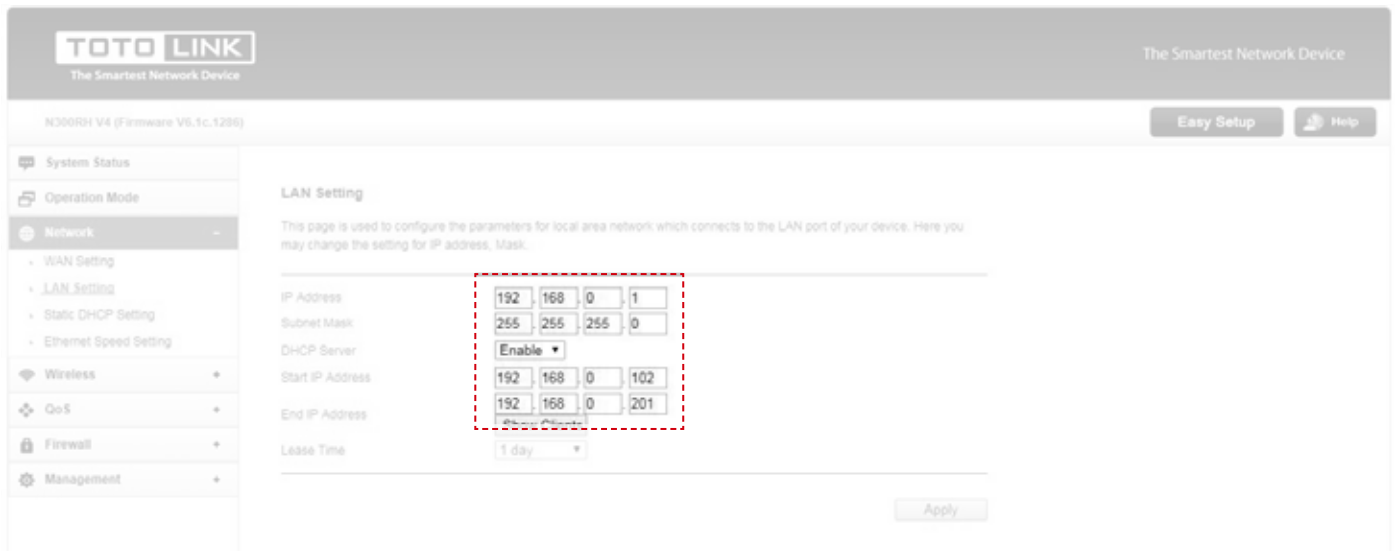 TOTO LINK
The Smartest Network Device
The Smartest Network Device
N300RH V4 (Firmware V6.1c.1286)
Easy Setup
Help
System Status
Operation Mode
Network -
WAN Setting
LAN Setting
Static DHCP Setting
Ethernet Speed Setting
Wireless +
QoS +
Firewall +
Management +
LAN Setting
This page is used to configure the parameters for local area network which connects to the LAN port of your device. Here you
may change the setting for IP address, Mask.
IP Address 192 . 168 . 0 . 1
Subnet Mask 255 . 255 . 255 . 0
DHCP Server Enable
Start IP Address 192 . 168 . 0 . 102
End IP Address 192 . 168 . 0 . 201
Show Clients
Lease Time 1 day
Apply